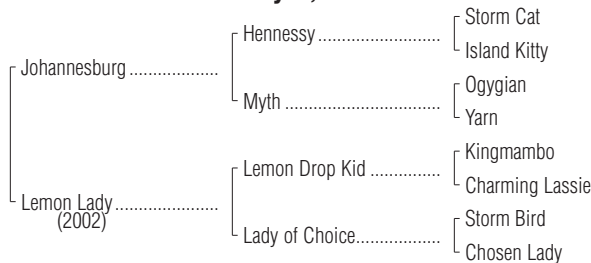 Storm Cat
Hennessy
Island Kitty
Johannesburg
Ogygian
Myth
Yarn
Kingmambo
Lemon Drop Kid
Charming Lassie
Lemon Lady
(2002)
Storm Bird
Lady of Choice
Chosen Lady